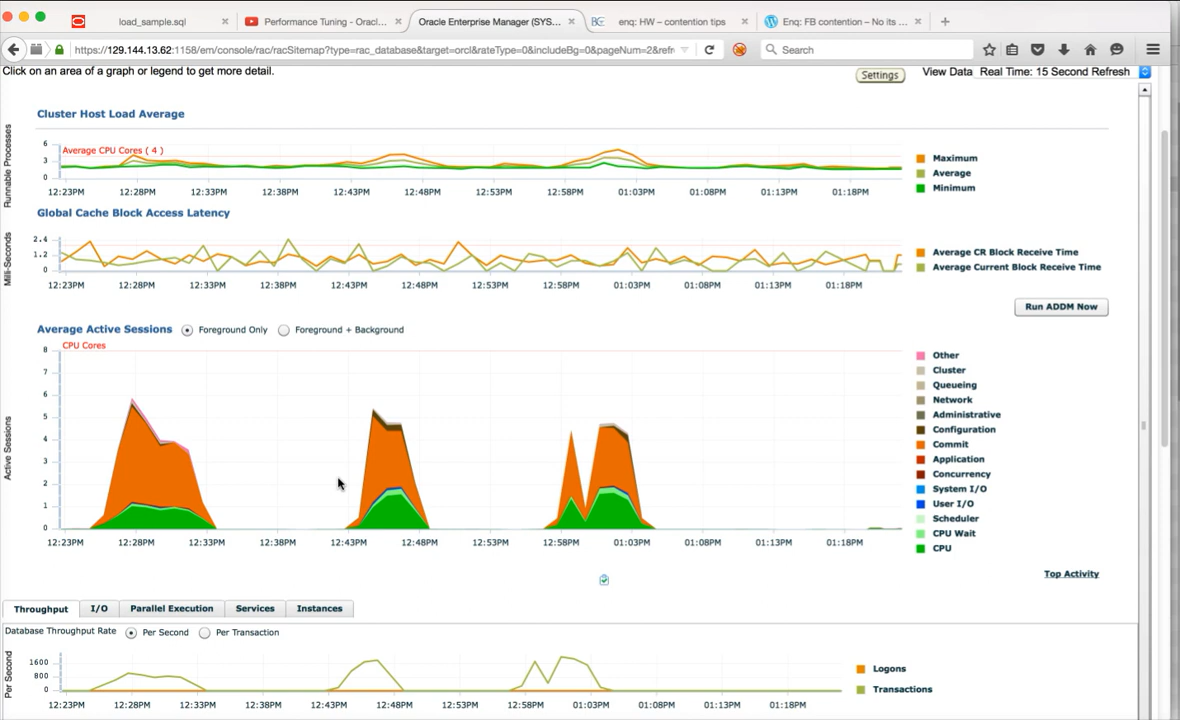 load_sample.sql
Performance Tuning - Oracl...
Oracle Enterprise Manager (SYS...
enq: HW – contention tips
Enq: FB contention – No its ...
https://129.144.13.62:1158/em/console/rac/racSitemap?type=rac_database&target=orcl&rateType=0&includeBg=0&pageNum=2&refr
Search
Click on an area of a graph or legend to get more detail.
Settings
View Data Real Time: 15 Second Refresh
Cluster Host Load Average
Runnable Processes
6
3
0
Average CPU Cores ( 4 )
12:23PM 12:28PM 12:33PM 12:38PM 12:43PM 12:48PM 12:53PM 12:58PM 01:03PM 01:08PM 01:13PM 01:18PM
Maximum
Average
Minimum
Global Cache Block Access Latency
Milli-Seconds
2.4
1.2
0
12:23PM 12:28PM 12:33PM 12:38PM 12:43PM 12:48PM 12:53PM 12:58PM 01:03PM 01:08PM 01:13PM 01:18PM
Average CR Block Receive Time
Average Current Block Receive Time
Run ADDM Now
Average Active Sessions Foreground Only Foreground + Background
CPU Cores
Active Sessions
8
7
6
5
4
3
2
1
0
12:23PM 12:28PM 12:33PM 12:38PM 12:43PM 12:48PM 12:53PM 12:58PM 01:03PM 01:08PM 01:13PM 01:18PM
Other
Cluster
Queueing
Network
Administrative
Configuration
Commit
Application
Concurrency
System I/O
User I/O
Scheduler
CPU Wait
CPU
Top Activity
Throughput I/O Parallel Execution Services Instances
Database Throughput Rate Per Second Per Transaction
Per Second
1600
800
0
12:23PM 12:28PM 12:33PM 12:38PM 12:43PM 12:48PM 12:53PM 12:58PM 01:03PM 01:08PM 01:13PM 01:18PM
Logons
Transactions